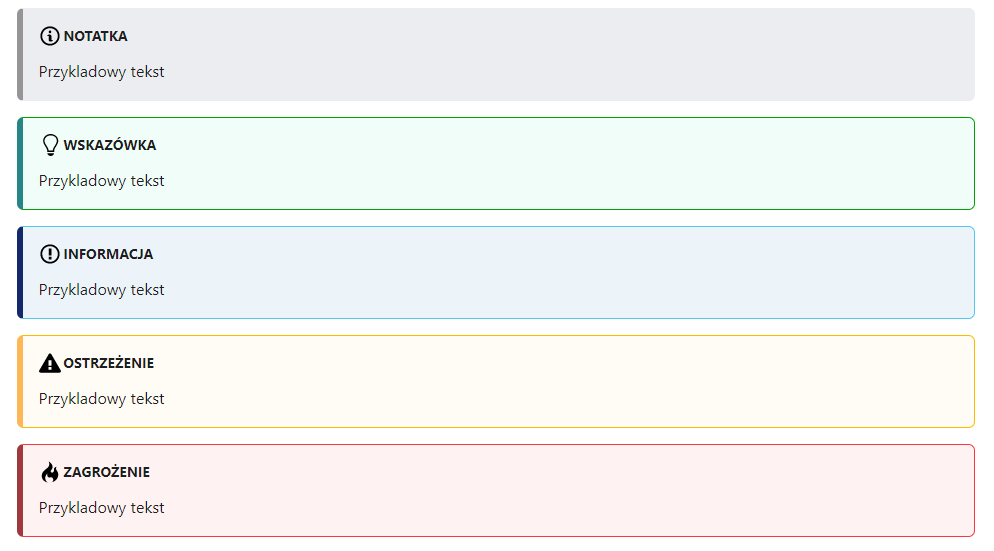 NOTATKA
Przykladowy tekst
WSKAZÓWKA
Przykladowy tekst
INFORMACJA
Przykladowy tekst
OSTRZEŻENIE
Przykladowy tekst
ZAGROŻENIE
Przykladowy tekst